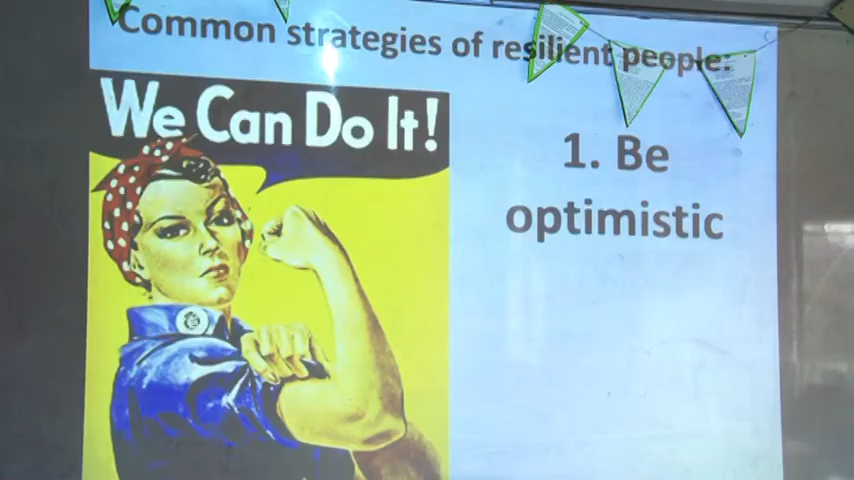 Common strategies of resilient people:
We Can Do It!
1. Be
optimistic